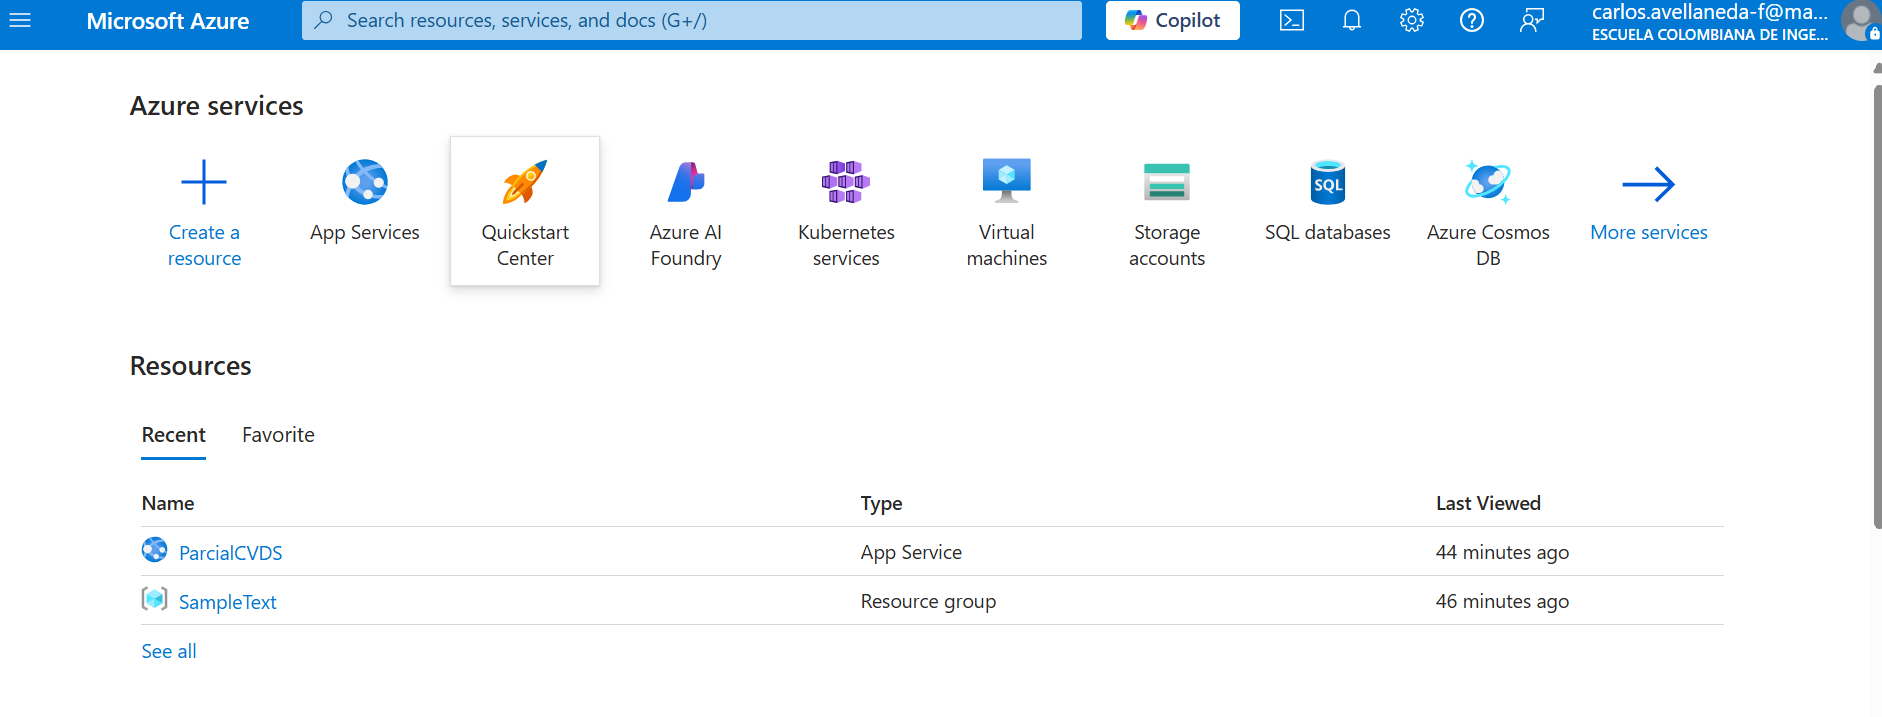 Microsoft Azure
Search resources, services, and docs (G+/)
Copilot
carlos.avellaneda-f@ma...
ESCUELA COLOMBIANA DE INGE...
Azure services
Create a
resource
App Services
Quickstart
Center
Azure AI
Foundry
Kubernetes
services
Virtual
machines
Storage
accounts
SQL
SQL databases
Azure Cosmos
DB
More services
Resources
Recent
Favorite
Name
Type
Last Viewed
ParcialCVDS
App Service
44 minutes ago
SampleText
Resource group
46 minutes ago
See all